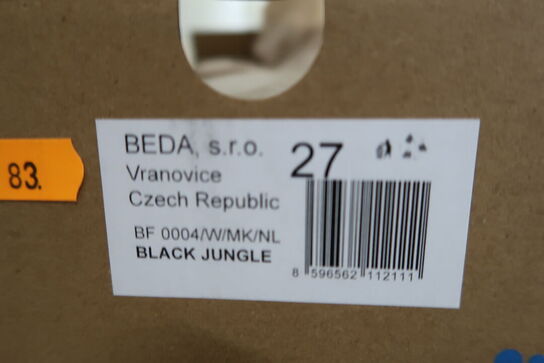 83.
BEDA, s.r.o.
27
Vranovice
Czech Republic
BF 0004/W/MK/NL
BLACK JUNGLE
8 596562 112111